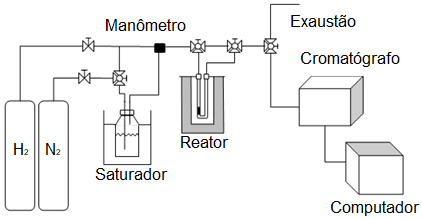 Manômetro
Exaustão
Cromatógrafo
H₂
N₂
Saturador
Reator
Computador